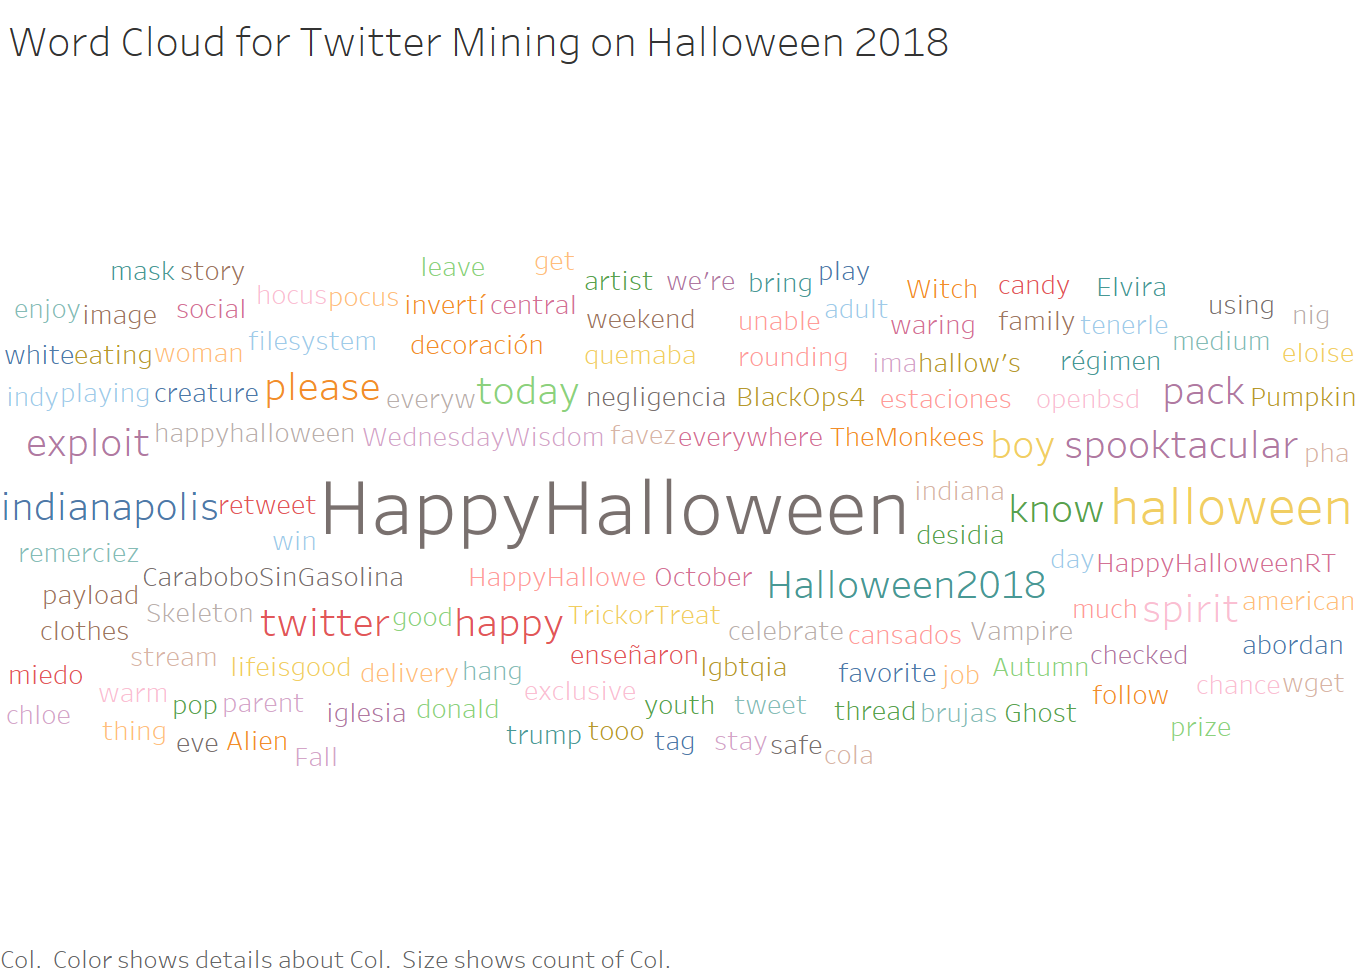 Word Cloud for Twitter Mining on Halloween 2018
leave get
mask story artist we're bring play
hocus pocus Witch candy Elvira
enjoy image social invertí central weekend unable adult waring family tenerle using nig
white eating woman filesystem decoración quemaba rounding ima hallow's régimen medium eloise
indy playing creature please everyw today negligencia BlackOps4 estaciones openbsd pack Pumpkin
exploit happyhalloween WednesdayWisdom favez everywhere TheMonkees boy spooktacular pha
indianapolis retweet HappyHalloween indiana know halloween
win desidia
remerciez day HappyHalloweenRT
CaraboboSinGasolina HappyHallowe October Halloween2018
payload Skeleton twitter good happy TrickorTreat much spirit american
clothes celebrate cansados Vampire abordan
stream lifeisgood delivery hang enseñaron lgbtqia favorite job Autumn checked
miedo warm pop parent exclusive youth tweet follow chance wget
chloe iglesia donald thread brujas Ghost
thing eve Alien trump tooo tag stay safe prize
Fall cola
Col. Color shows details about Col. Size shows count of Col.